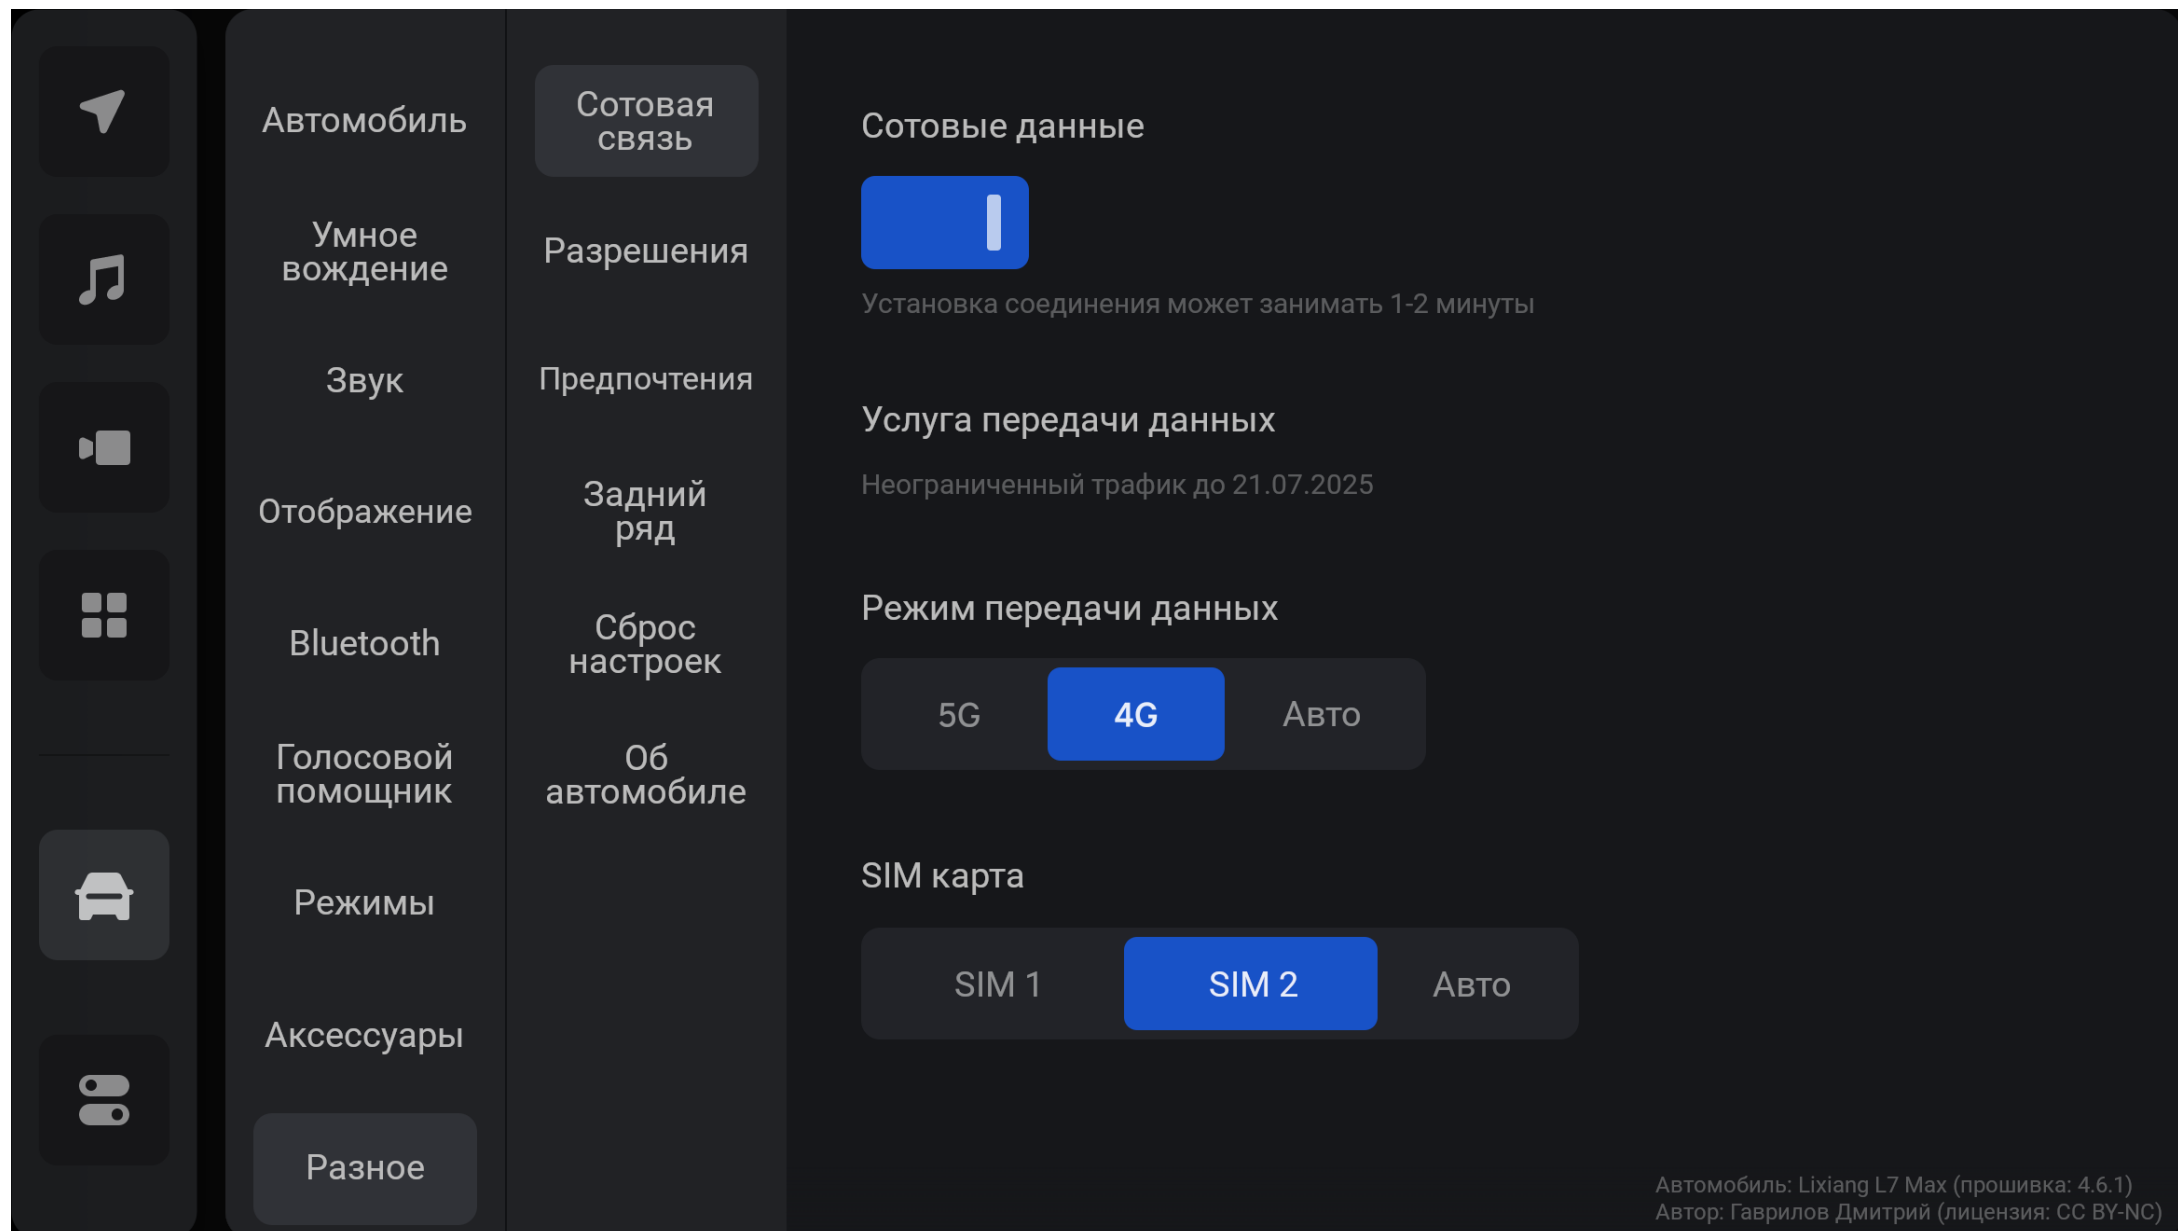 Автомобиль
Умное
вождение
Звук
Отображение
Bluetooth
Голосовой
помощник
Режимы
Аксессуары
Разное
Сотовая
связь
Разрешения
Предпочтения
Задний
ряд
Сброс
настроек
Об
автомобиле
Сотовые данные
Установка соединения может занимать 1-2 минуты
Услуга передачи данных
Неограниченный трафик до 21.07.2025
Режим передачи данных
5G 4G Авто
SIM карта
SIM 1 SIM 2 Авто
Автомобиль: Lixiang L7 Max (прошивка: 4.6.1)
Автор: Гаврилов Дмитрий (лицензия: CC BY-NC)